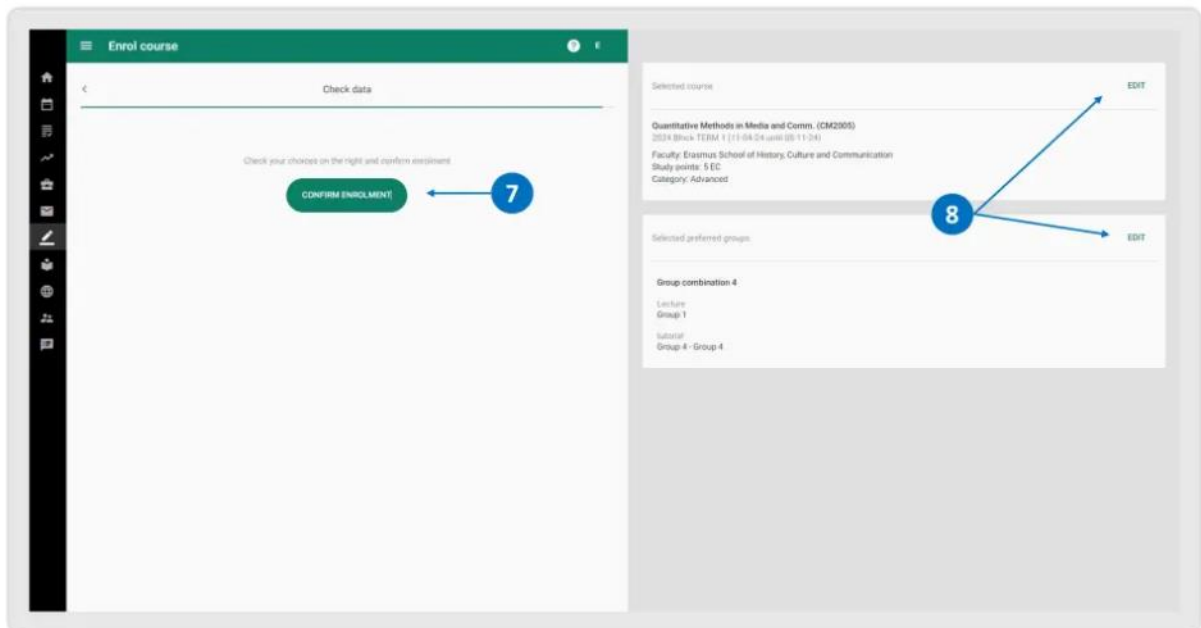 Enrol course
?
E
<
Check data
Check your choices on the right and confirm enrolment
CONFIRM ENROLMENT
7
Selected course
EDIT
Quantitative Methods in Media and Comm. (CM2005)
2024 Block TERM 1 (11-04-24 until 05-11-24)
Faculty: Erasmus School of History, Culture and Communication
Study points: 5 EC
Category: Advanced
8
Selected preferred groups:
EDIT
Group combination 4
Lecture
Group 1
tutorial
Group 4 - Group 4